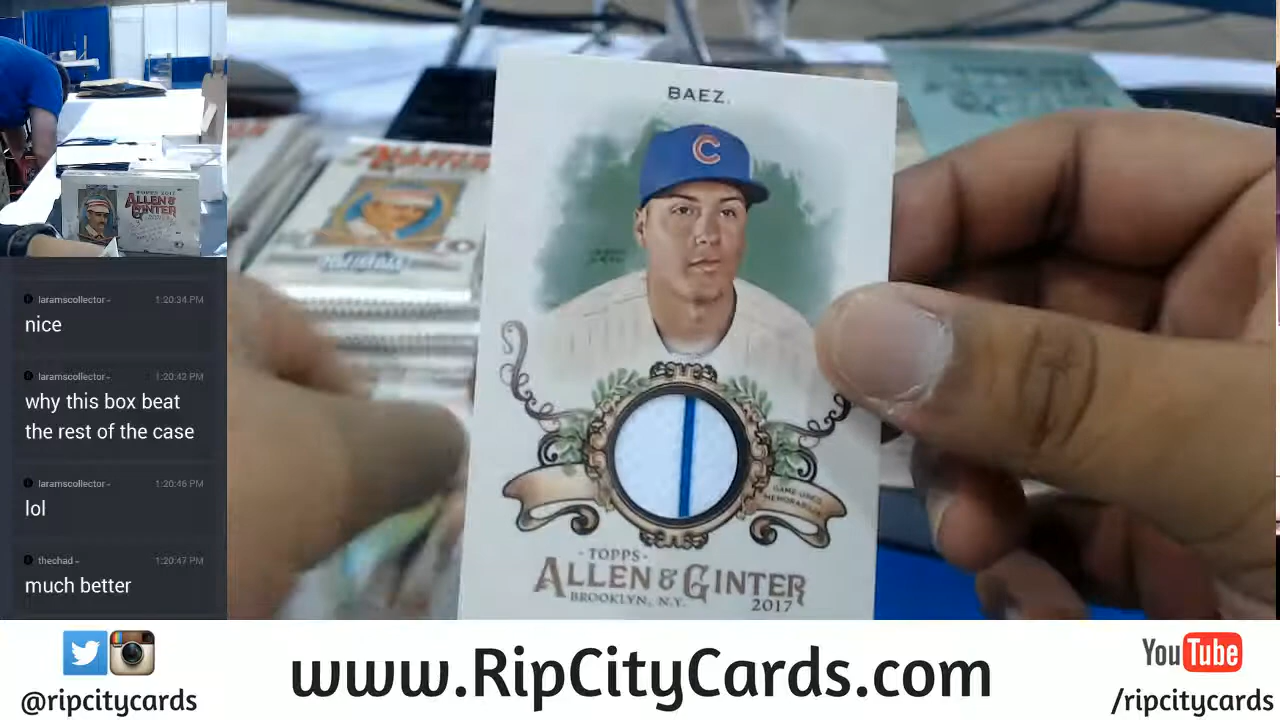 TOPPS 2017
ALLEN &
GINTER
laramscollector- 1:20:34 PM
nice
laramscollector- 1:20:42 PM
why this box beat
the rest of the case
laramscollector- 1:20:46 PM
lol
thechad- 1:20:47 PM
much better
BAEZ.
C
GAME-USED
MEMORABILIA
- TOPPS -
ALLEN & GINTER
BROOKLYN, N.Y.
2017
@ripcitycards
www.RipCityCards.com
YouTube
/ripcitycards